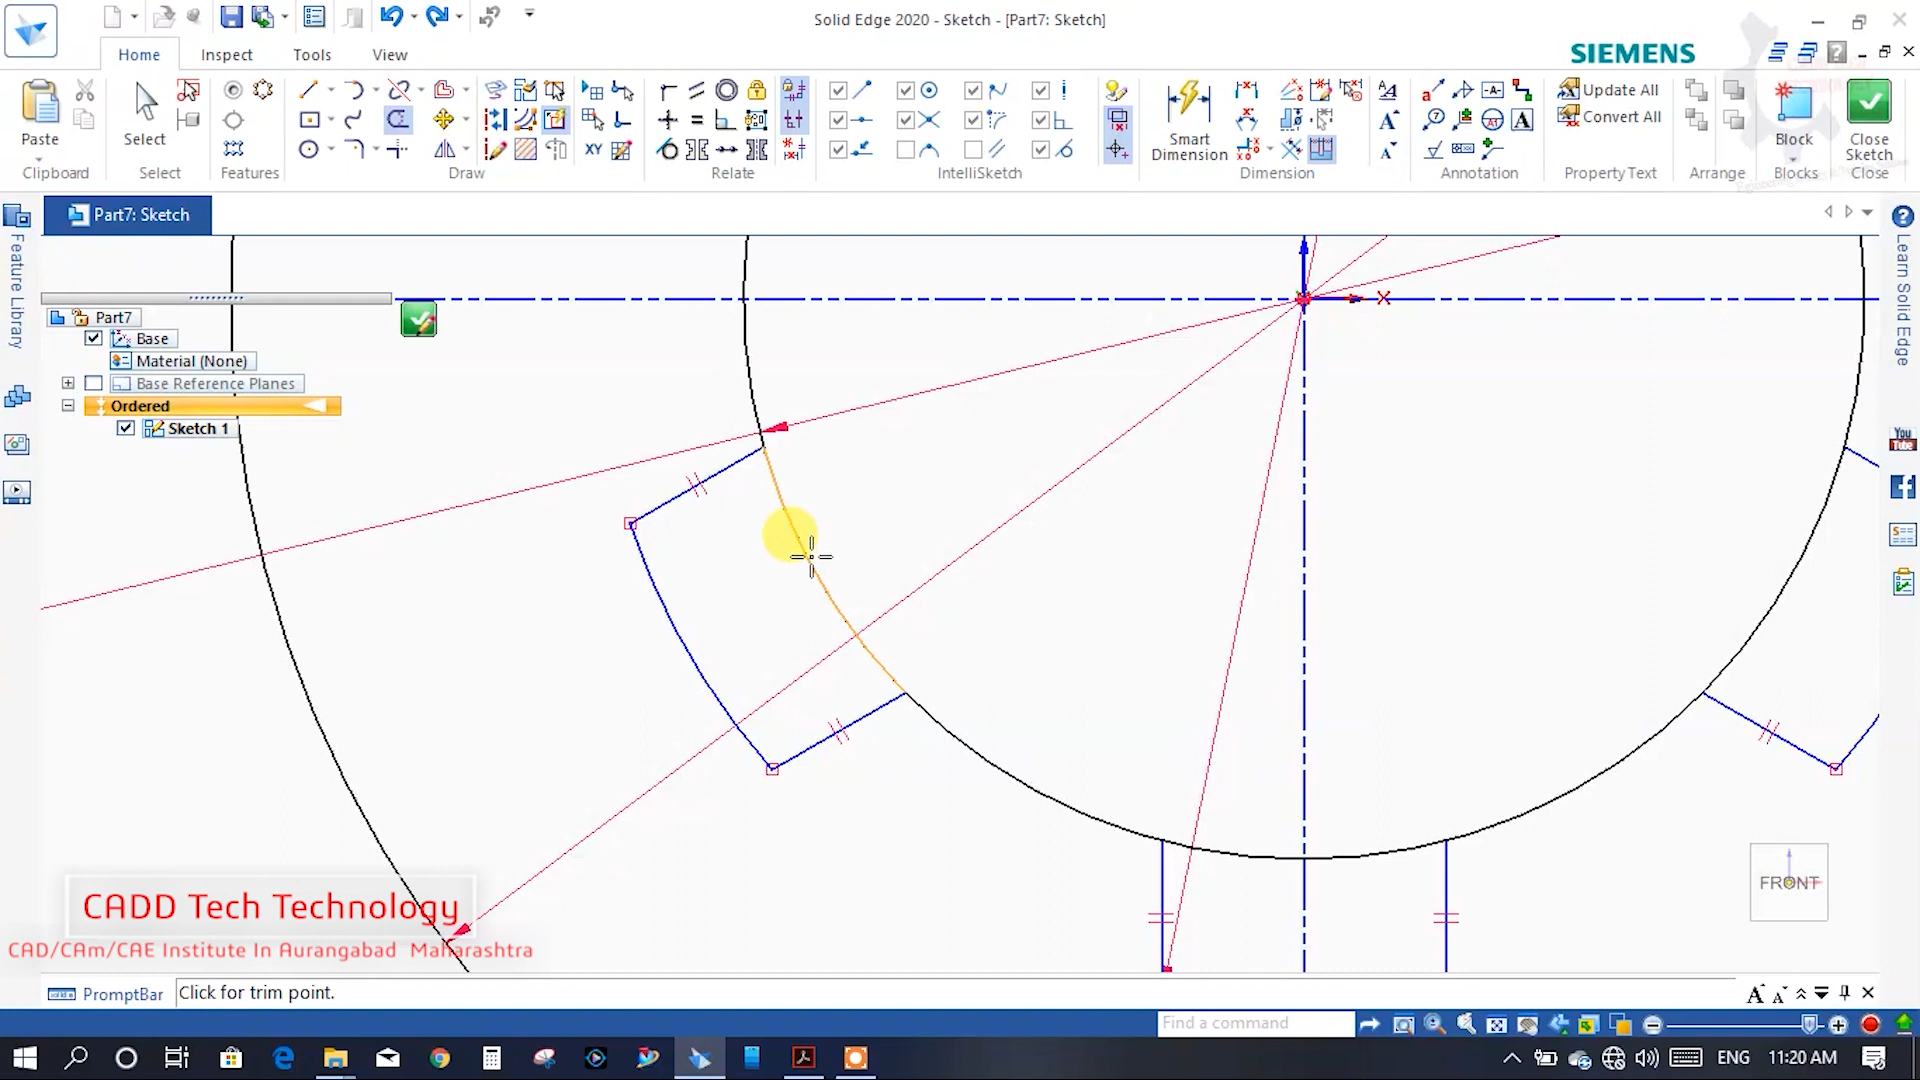 Solid Edge 2020 - Sketch - [Part7: Sketch]
Home
Inspect
Tools
View
SIEMENS
Paste
Select
XY
-A-
A
A
A
A
Smart
Dimension
Update All
Convert All
Block
Close
Sketch
Clipboard
Select
Features
Draw
Relate
IntelliSketch
Dimension
Annotation
Property Text
Arrange
Blocks
Close
Part7: Sketch
Feature Library
Learn Solid Edge
You
Tube
Part7
Base
Material (None)
Base Reference Planes
Ordered
Sketch 1
X
FRONT
CADD Tech Technology
CAD/CAm/CAE Institute In Aurangabad Maharashtra
PromptBar
Click for trim point.
A A
Find a command
ENG
11:20 AM